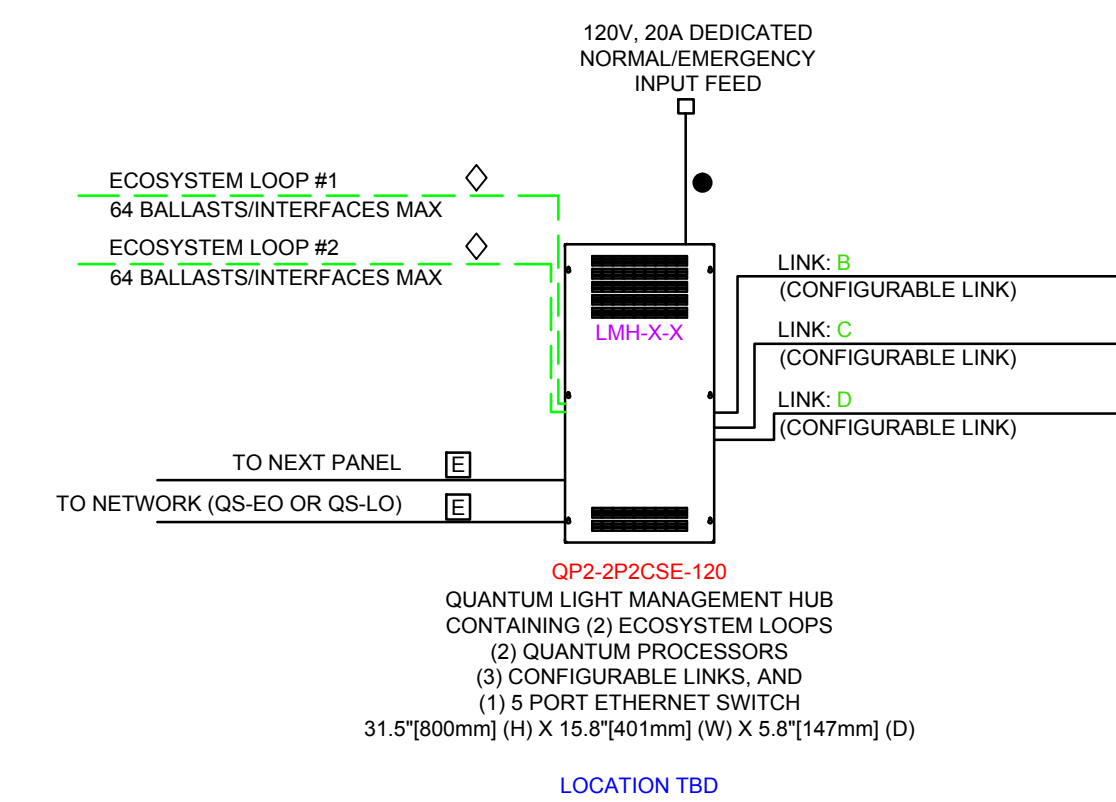 120V, 20A DEDICATED
NORMAL/EMERGENCY
INPUT FEED
ECOSYSTEM LOOP #1
64 BALLASTS/INTERFACES MAX
ECOSYSTEM LOOP #2
64 BALLASTS/INTERFACES MAX
LMH-X-X
LINK: B
(CONFIGURABLE LINK)
LINK: C
(CONFIGURABLE LINK)
LINK: D
(CONFIGURABLE LINK)
TO NEXT PANEL E
TO NETWORK (QS-EO OR QS-LO) E
QP2-2P2CSE-120
QUANTUM LIGHT MANAGEMENT HUB
CONTAINING (2) ECOSYSTEM LOOPS
(2) QUANTUM PROCESSORS
(3) CONFIGURABLE LINKS, AND
(1) 5 PORT ETHERNET SWITCH
31.5"[800mm] (H) X 15.8"[401mm] (W) X 5.8"[147mm] (D)
LOCATION TBD